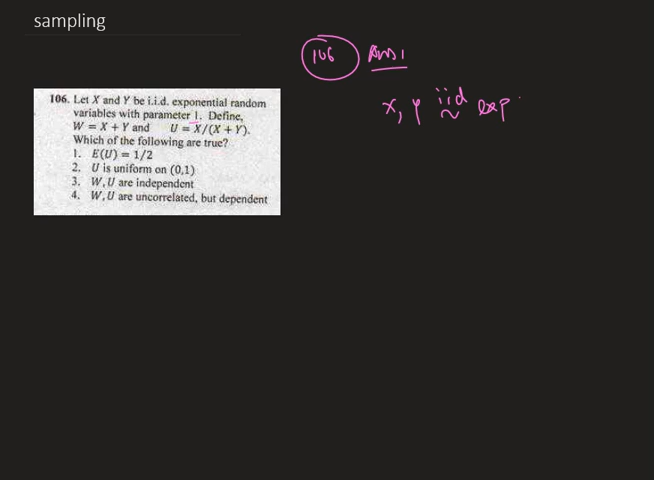 sampling
106
Ans 1
X, Y iid ~ exp
106. Let X and Y be i.i.d. exponential random
variables with parameter 1. Define,
W = X + Y and U = X/(X + Y).
Which of the following are true?
1. E(U) = 1/2
2. U is uniform on (0,1)
3. W, U are independent
4. W, U are uncorrelated, but dependent